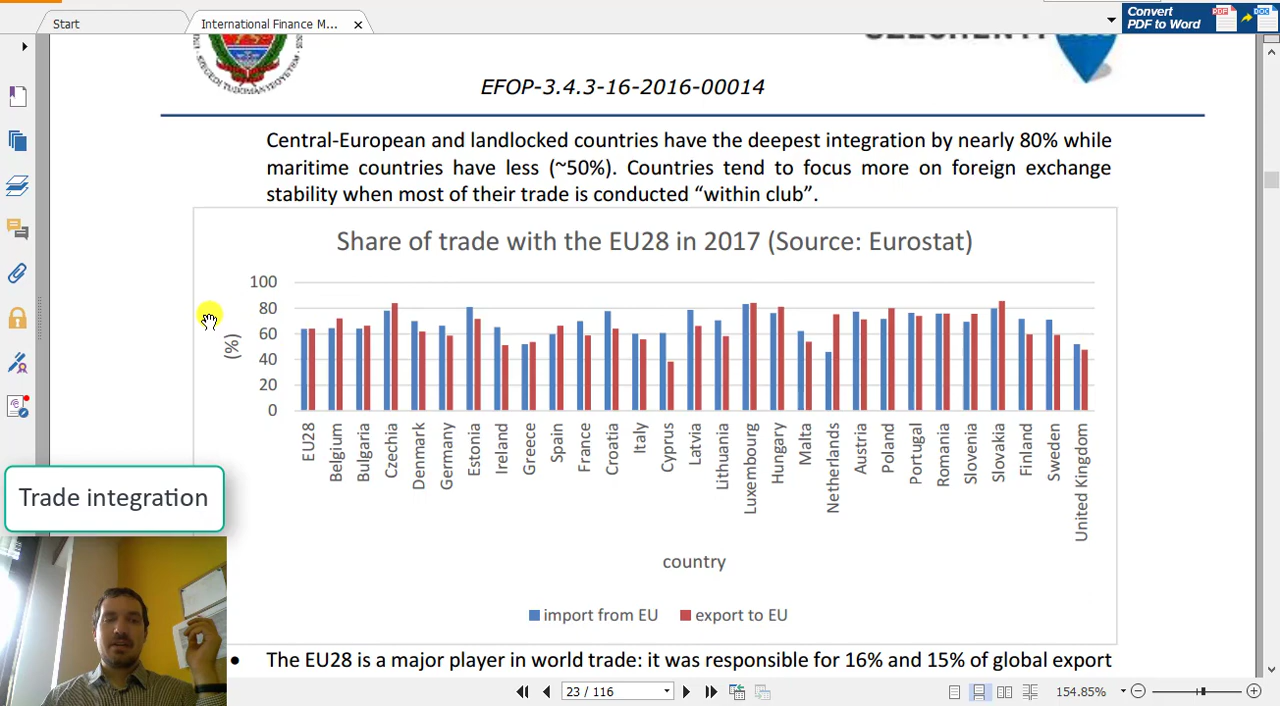 Start
International Finance M...
Convert
PDF to Word
PDF
DOC
EFOP-3.4.3-16-2016-00014
Central-European and landlocked countries have the deepest integration by nearly 80% while
maritime countries have less (~50%). Countries tend to focus more on foreign exchange
stability when most of their trade is conducted “within club”.
Share of trade with the EU28 in 2017 (Source: Eurostat)
100
80
60
40
20
0
(%)
EU28
Belgium
Bulgaria
Czechia
Denmark
Germany
Estonia
Ireland
Greece
Spain
France
Croatia
Italy
Cyprus
Latvia
Lithuania
Luxembourg
Hungary
Malta
Netherlands
Austria
Poland
Portugal
Romania
Slovenia
Slovakia
Finland
Sweden
United Kingdom
country
import from EU
export to EU
Trade integration
• The EU28 is a major player in world trade: it was responsible for 16% and 15% of global export
23 / 116
154.85%